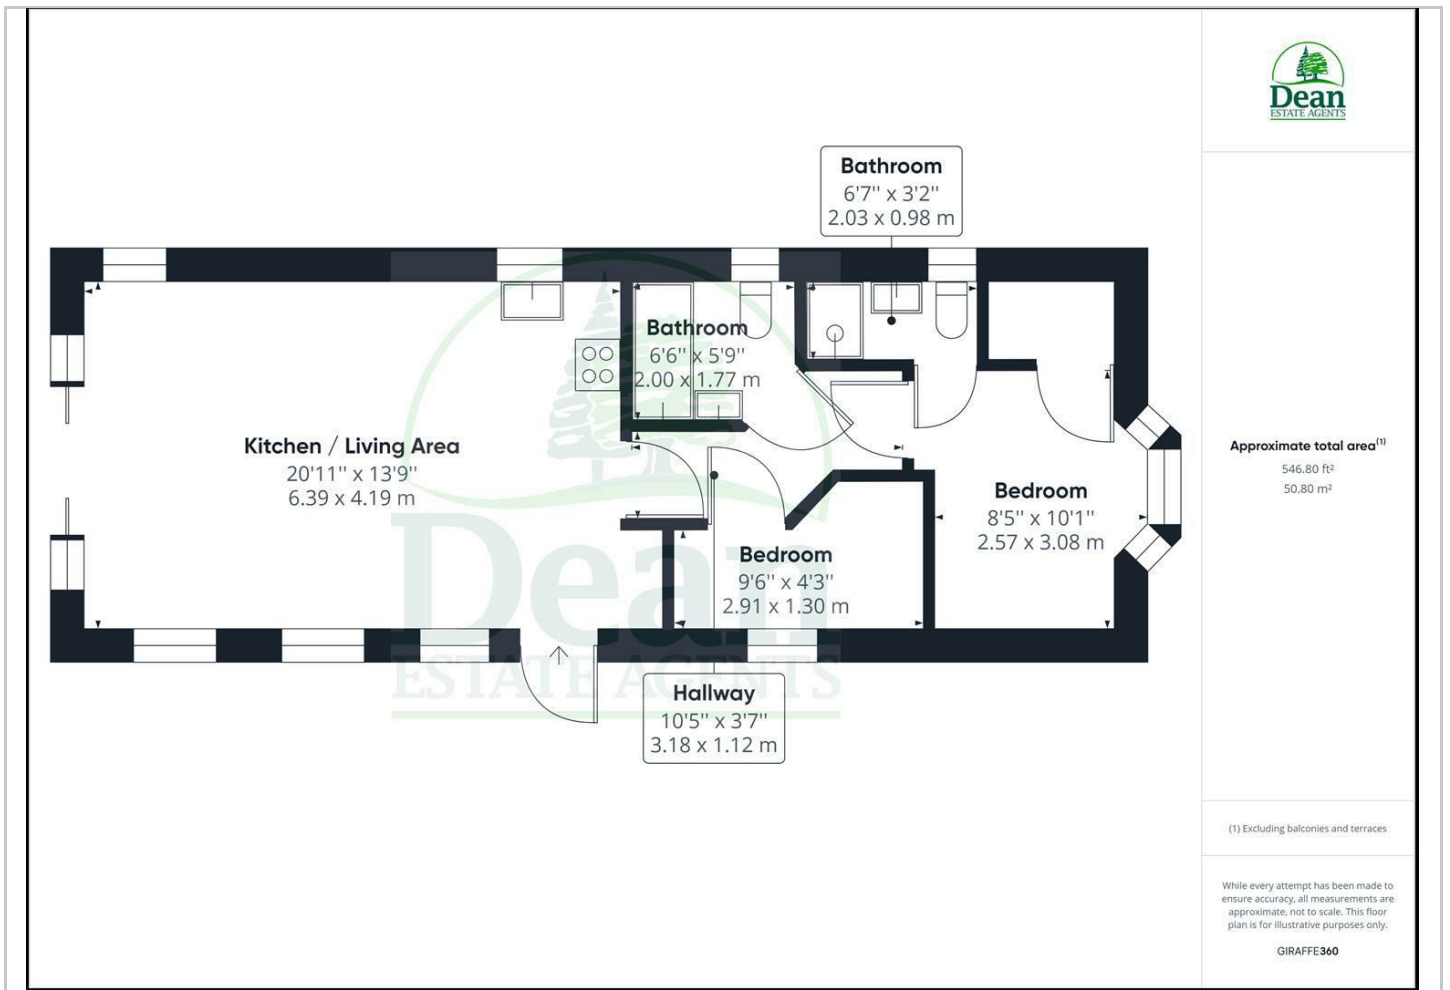 Dean
ESTATE AGENTS
Bathroom
6'7'' x 3'2''
2.03 x 0.98 m
Bathroom
6'6'' x 5'9''
2.00 x 1.77 m
Kitchen / Living Area
20'11'' x 13'9''
6.39 x 4.19 m
Bedroom
8'5'' x 10'1''
2.57 x 3.08 m
Bedroom
9'6'' x 4'3''
2.91 x 1.30 m
Hallway
10'5'' x 3'7''
3.18 x 1.12 m
Dean
ESTATE AGENTS
Approximate total area(1)
546.80 ft²
50.80 m²
(1) Excluding balconies and terraces
While every attempt has been made to
ensure accuracy, all measurements are
approximate, not to scale. This floor
plan is for illustrative purposes only.
GIRAFFE360